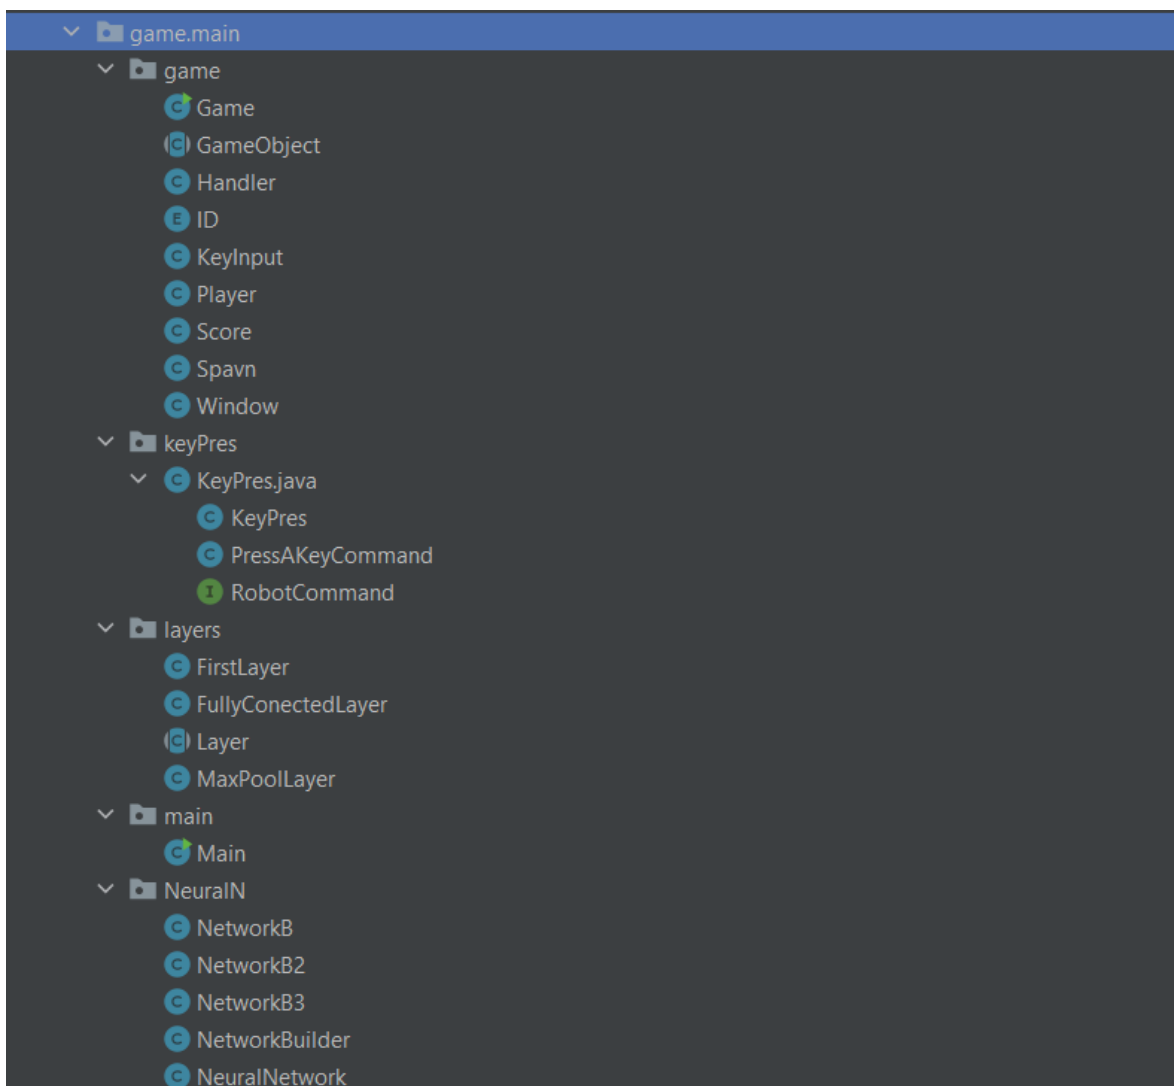 game.main
game
Game
GameObject
Handler
ID
KeyInput
Player
Score
Spavn
Window
keyPres
KeyPres.java
KeyPres
PressAKeyCommand
RobotCommand
layers
FirstLayer
FullyConectedLayer
Layer
MaxPoolLayer
main
Main
NeuralN
NetworkB
NetworkB2
NetworkB3
NetworkBuilder
NeuralNetwork